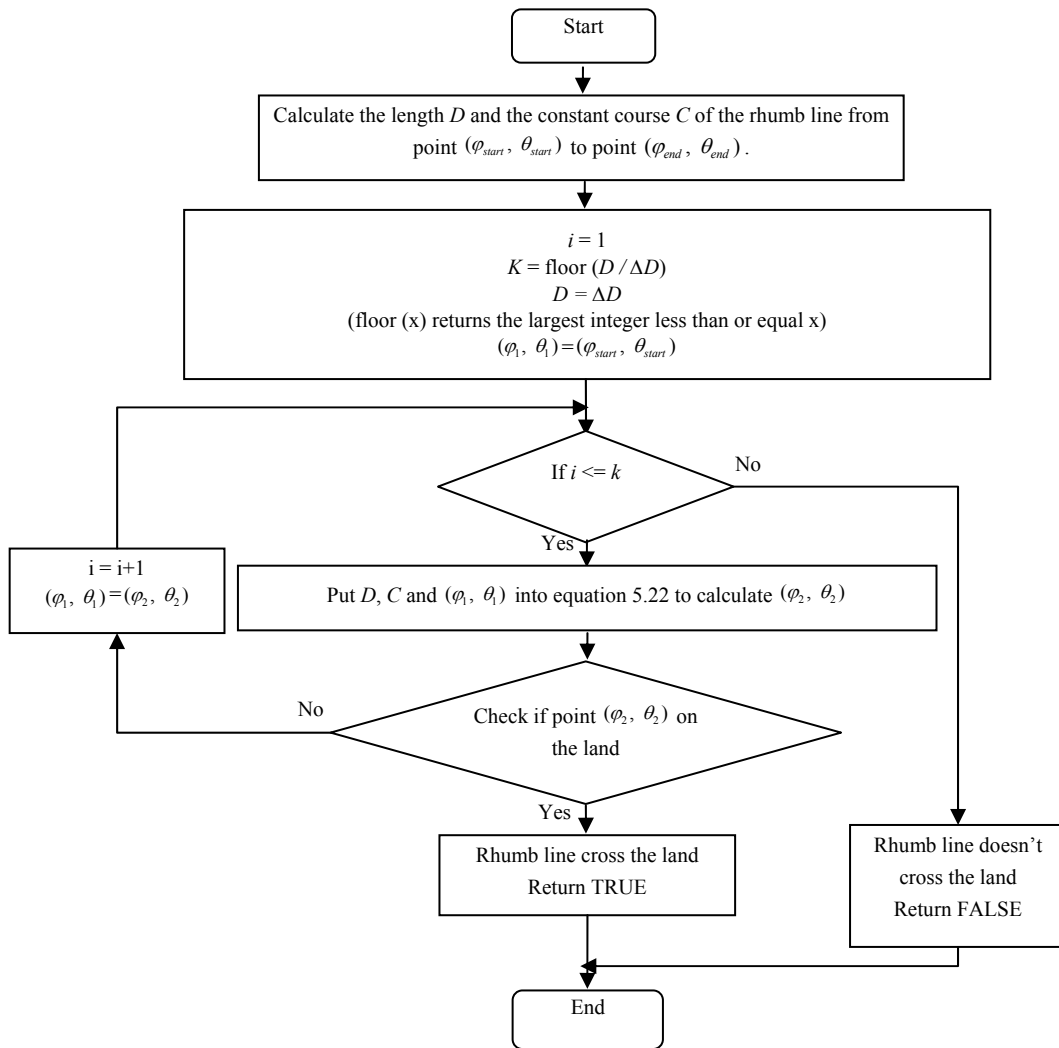 Start
Calculate the length D and the constant course C of the rhumb line from
point (φstart, θstart) to point (φend, θend).
i = 1
K = floor (D / ΔD)
D = ΔD
(floor (x) returns the largest integer less than or equal x)
(φ1, θ1)=(φstart, θstart)
If i <= k
No
Yes
i = i+1
(φ1, θ1)=(φ2, θ2)
Put D, C and (φ1, θ1) into equation 5.22 to calculate (φ2, θ2)
No
Check if point (φ2, θ2) on
the land
Yes
Rhumb line cross the land
Return TRUE
Rhumb line doesn’t
cross the land
Return FALSE
End